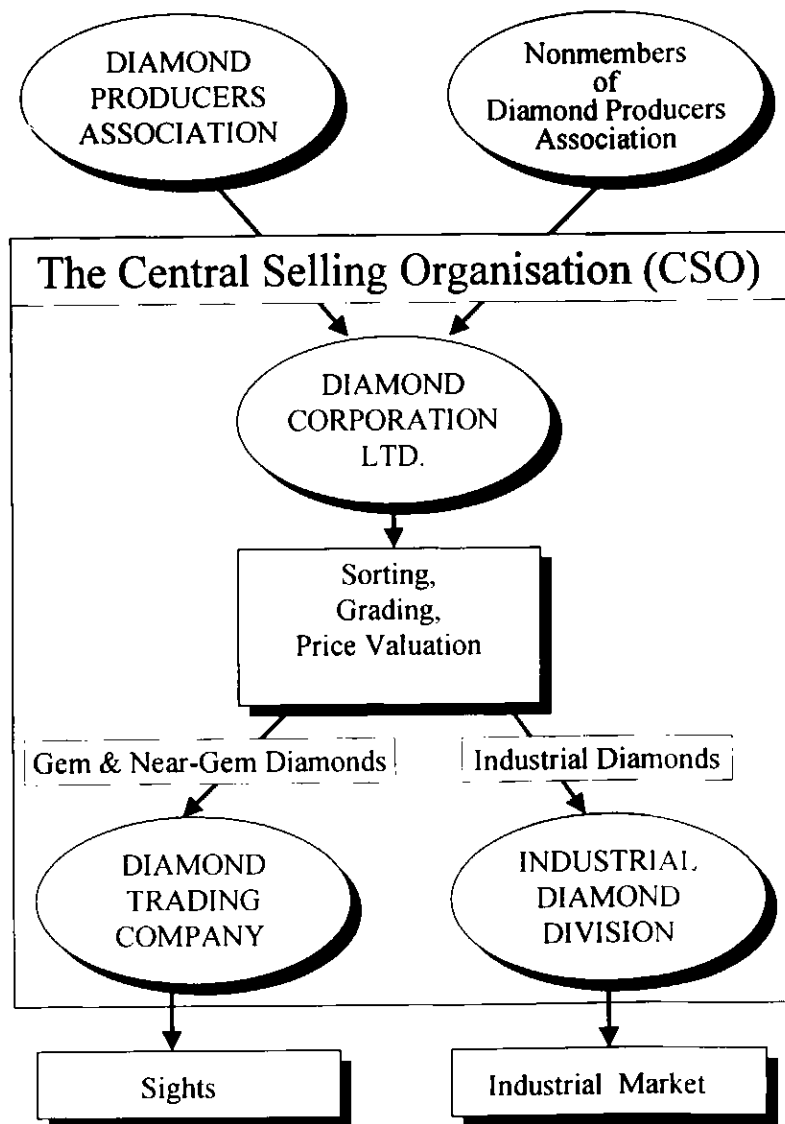 DIAMOND
PRODUCERS
ASSOCIATION
Nonmembers
of
Diamond Producers
Association
The Central Selling Organisation (CSO)
DIAMOND
CORPORATION
LTD.
Sorting,
Grading,
Price Valuation
Gem & Near-Gem Diamonds
Industrial Diamonds
DIAMOND
TRADING
COMPANY
INDUSTRIAL
DIAMOND
DIVISION
Sights
Industrial Market